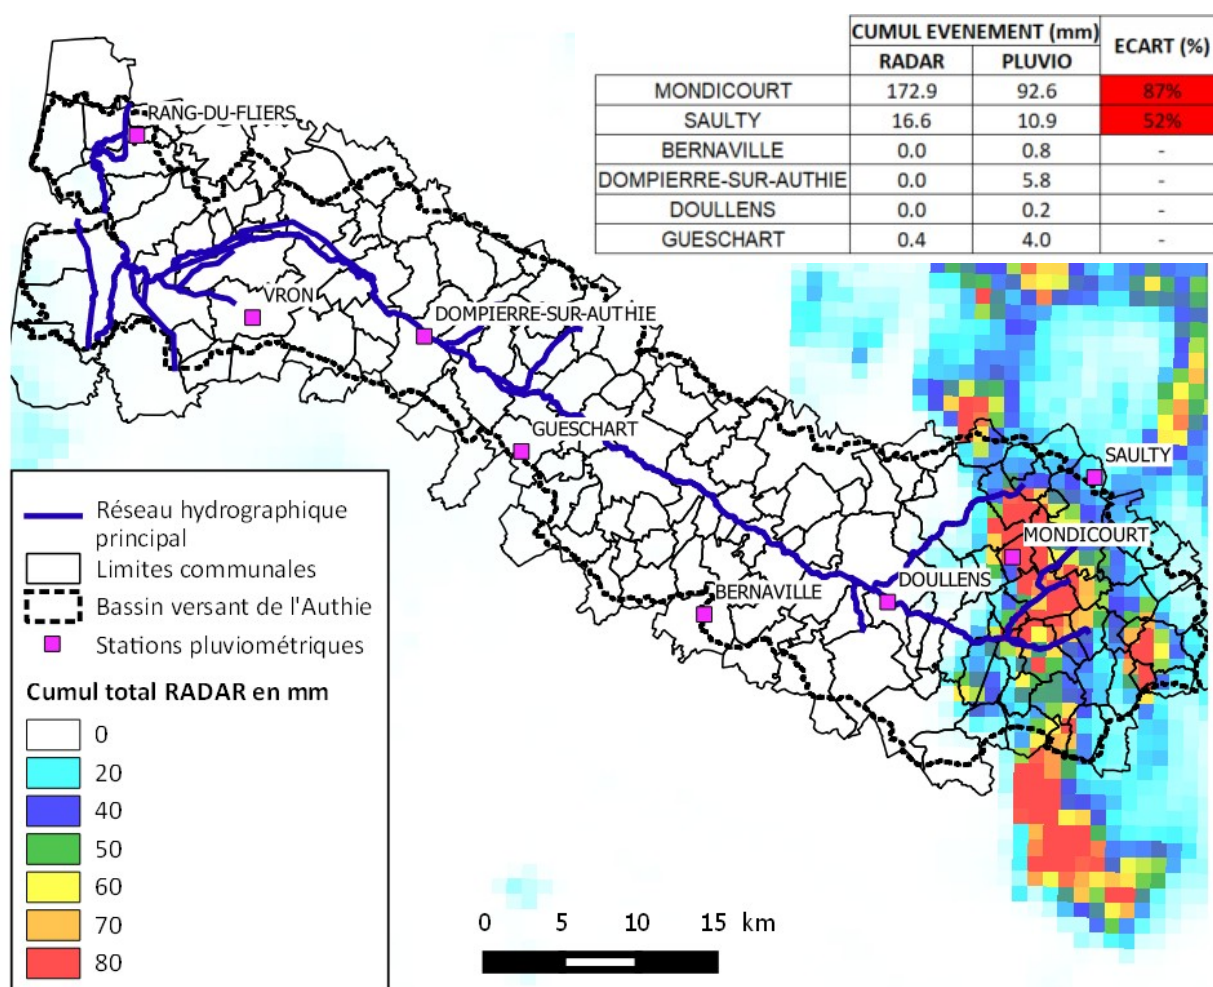 CUMUL EVENEMENT (mm) ECART (%)
RADAR PLUVIO
MONDICOURT 172.9 92.6 87%
SAULTY 16.6 10.9 52%
BERNAVILLE 0.0 0.8 -
DOMPIERRE-SUR-AUTHIE 0.0 5.8 -
DOULLENS 0.0 0.2 -
GUESCHART 0.4 4.0 -
RANG-DU-FLIERS
VRON
DOMPIERRE-SUR-AUTHIE
GUESCHART
SAULTY
MONDICOURT
DOULLENS
BERNAVILLE
Réseau hydrographique
principal
Limites communales
Bassin versant de l'Authie
Stations pluviométriques
Cumul total RADAR en mm
0
20
40
50
60
70
80
0 5 10 15 km